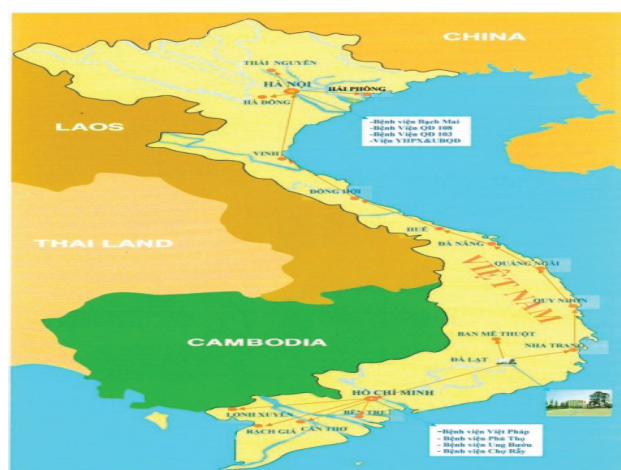 CHINA
THÁI NGUYÊN
HÀ NỘI
HẢI PHÒNG
HÀ ĐÔNG
-Bệnh viện Bạch Mai
-Bệnh Viện QĐ 108
-Bệnh Viện QĐ 103
-Viện YHPX&UBQD
LAOS
VINH
ĐỒNG HỚI
HUẾ
ĐÀ NẴNG
THAI LAND
QUẢNG NGÃI
VIỆT NAM
QUY NHƠN
CAMBODIA
BAN MÊ THUỘT
NHA TRANG
ĐÀ LẠT
HỒ CHÍ MINH
LONH XUYÊN
BẾN TRE
RẠCH GIÁ
CẦN THƠ
-Bệnh viện Việt Pháp
- Bệnh viện Phú Thọ
- Bệnh viện Ung Bướu
- Bệnh viện Chợ Rẫy